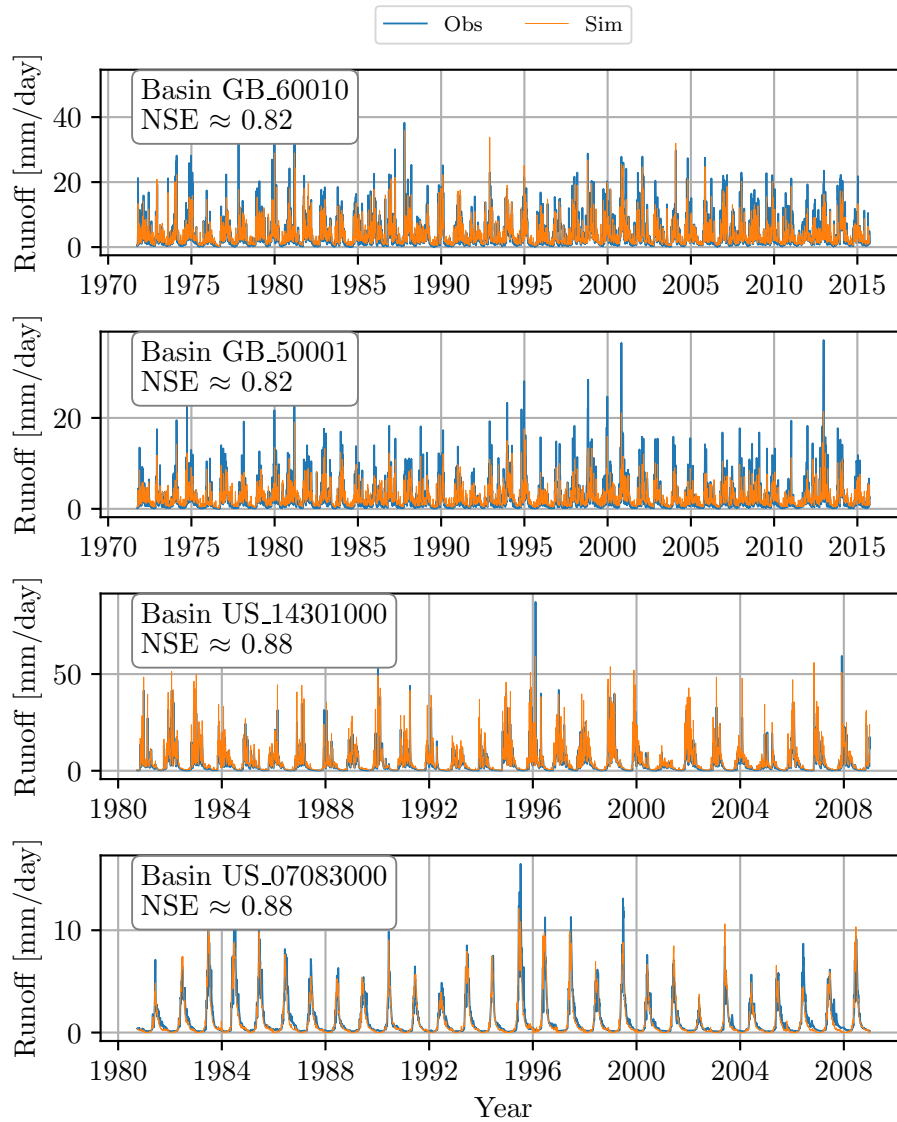 Obs Sim
Basin GB_60010
NSE ≈ 0.82
Runoff [mm/day]
40
20
0
1970 1975 1980 1985 1990 1995 2000 2005 2010 2015
Basin GB_50001
NSE ≈ 0.82
Runoff [mm/day]
20
0
1970 1975 1980 1985 1990 1995 2000 2005 2010 2015
Basin US_14301000
NSE ≈ 0.88
Runoff [mm/day]
50
0
1980 1984 1988 1992 1996 2000 2004 2008
Basin US_07083000
NSE ≈ 0.88
Runoff [mm/day]
10
0
1980 1984 1988 1992 1996 2000 2004 2008
Year